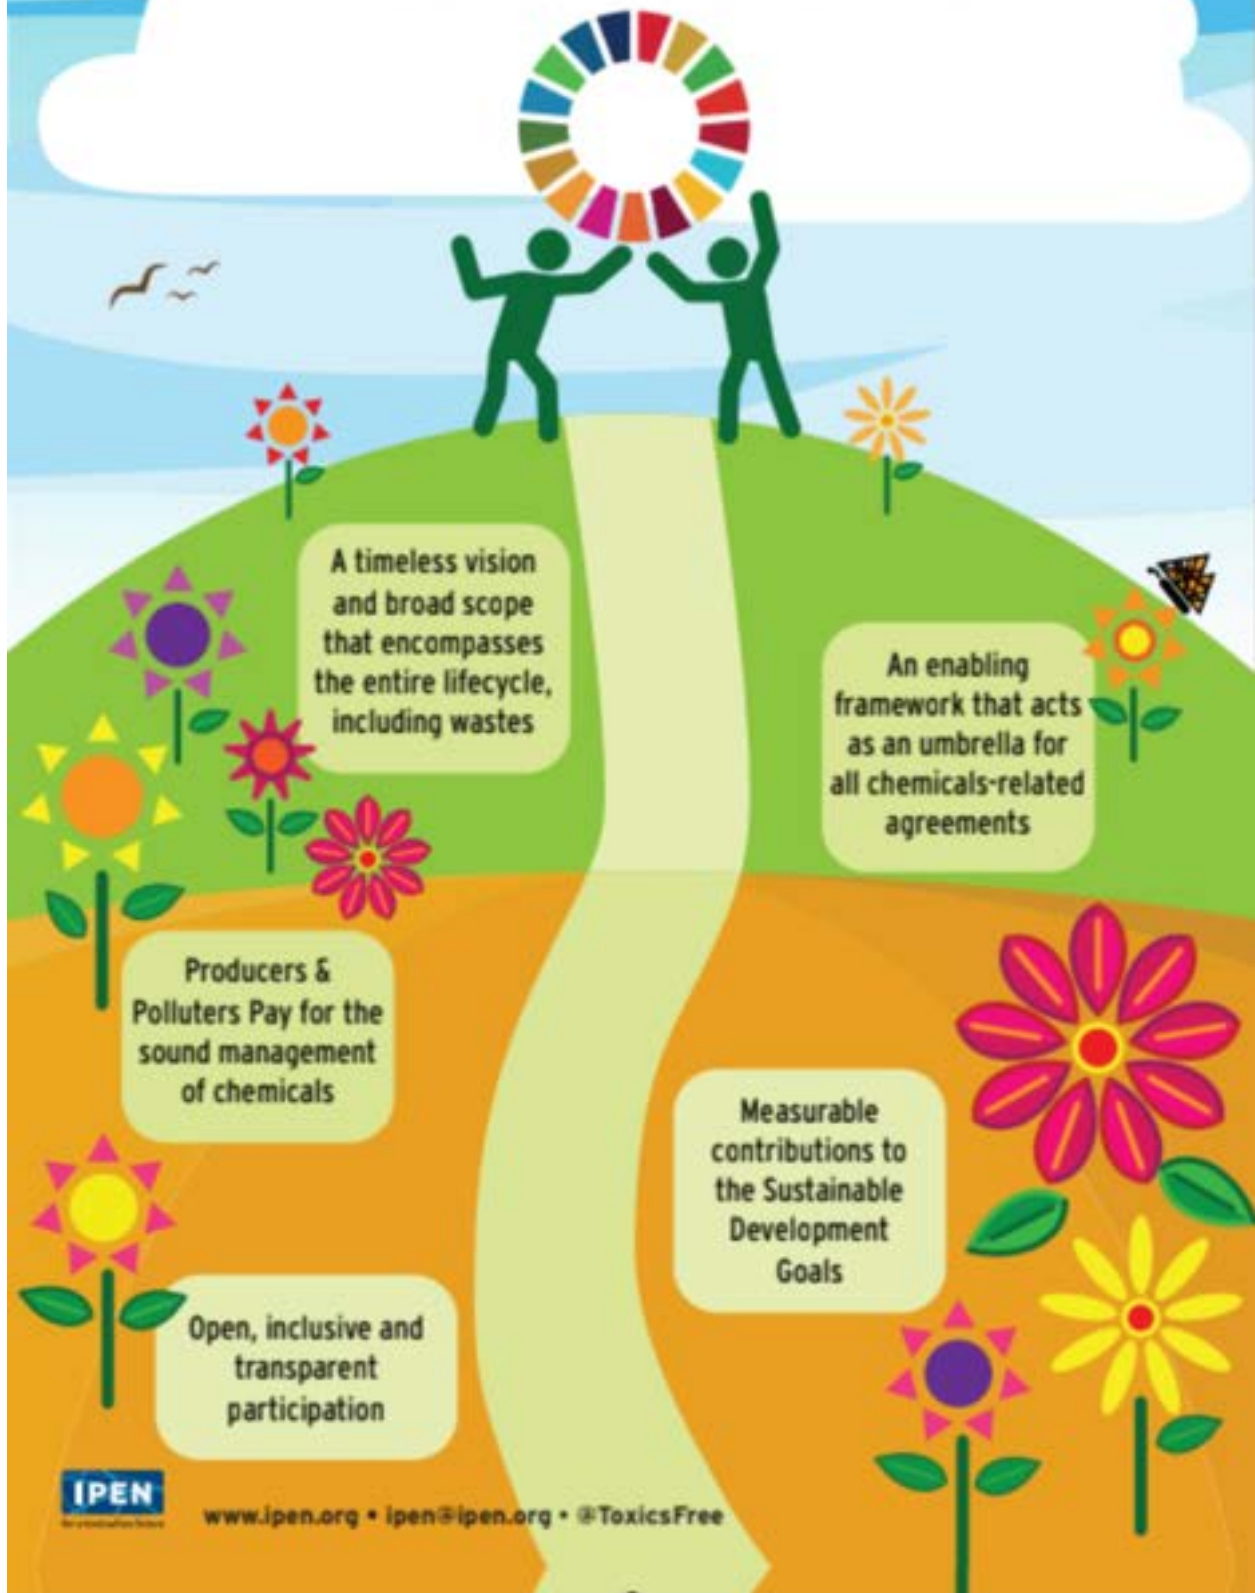 A timeless vision
and broad scope
that encompasses
the entire lifecycle,
including wastes
An enabling
framework that acts
as an umbrella for
all chemicals-related
agreements
Producers &
Polluters Pay for the
sound management
of chemicals
Measurable
contributions to
the Sustainable
Development
Goals
Open, inclusive and
transparent
participation
IPEN
www.ipen.org • ipen@ipen.org • @ToxicsFree